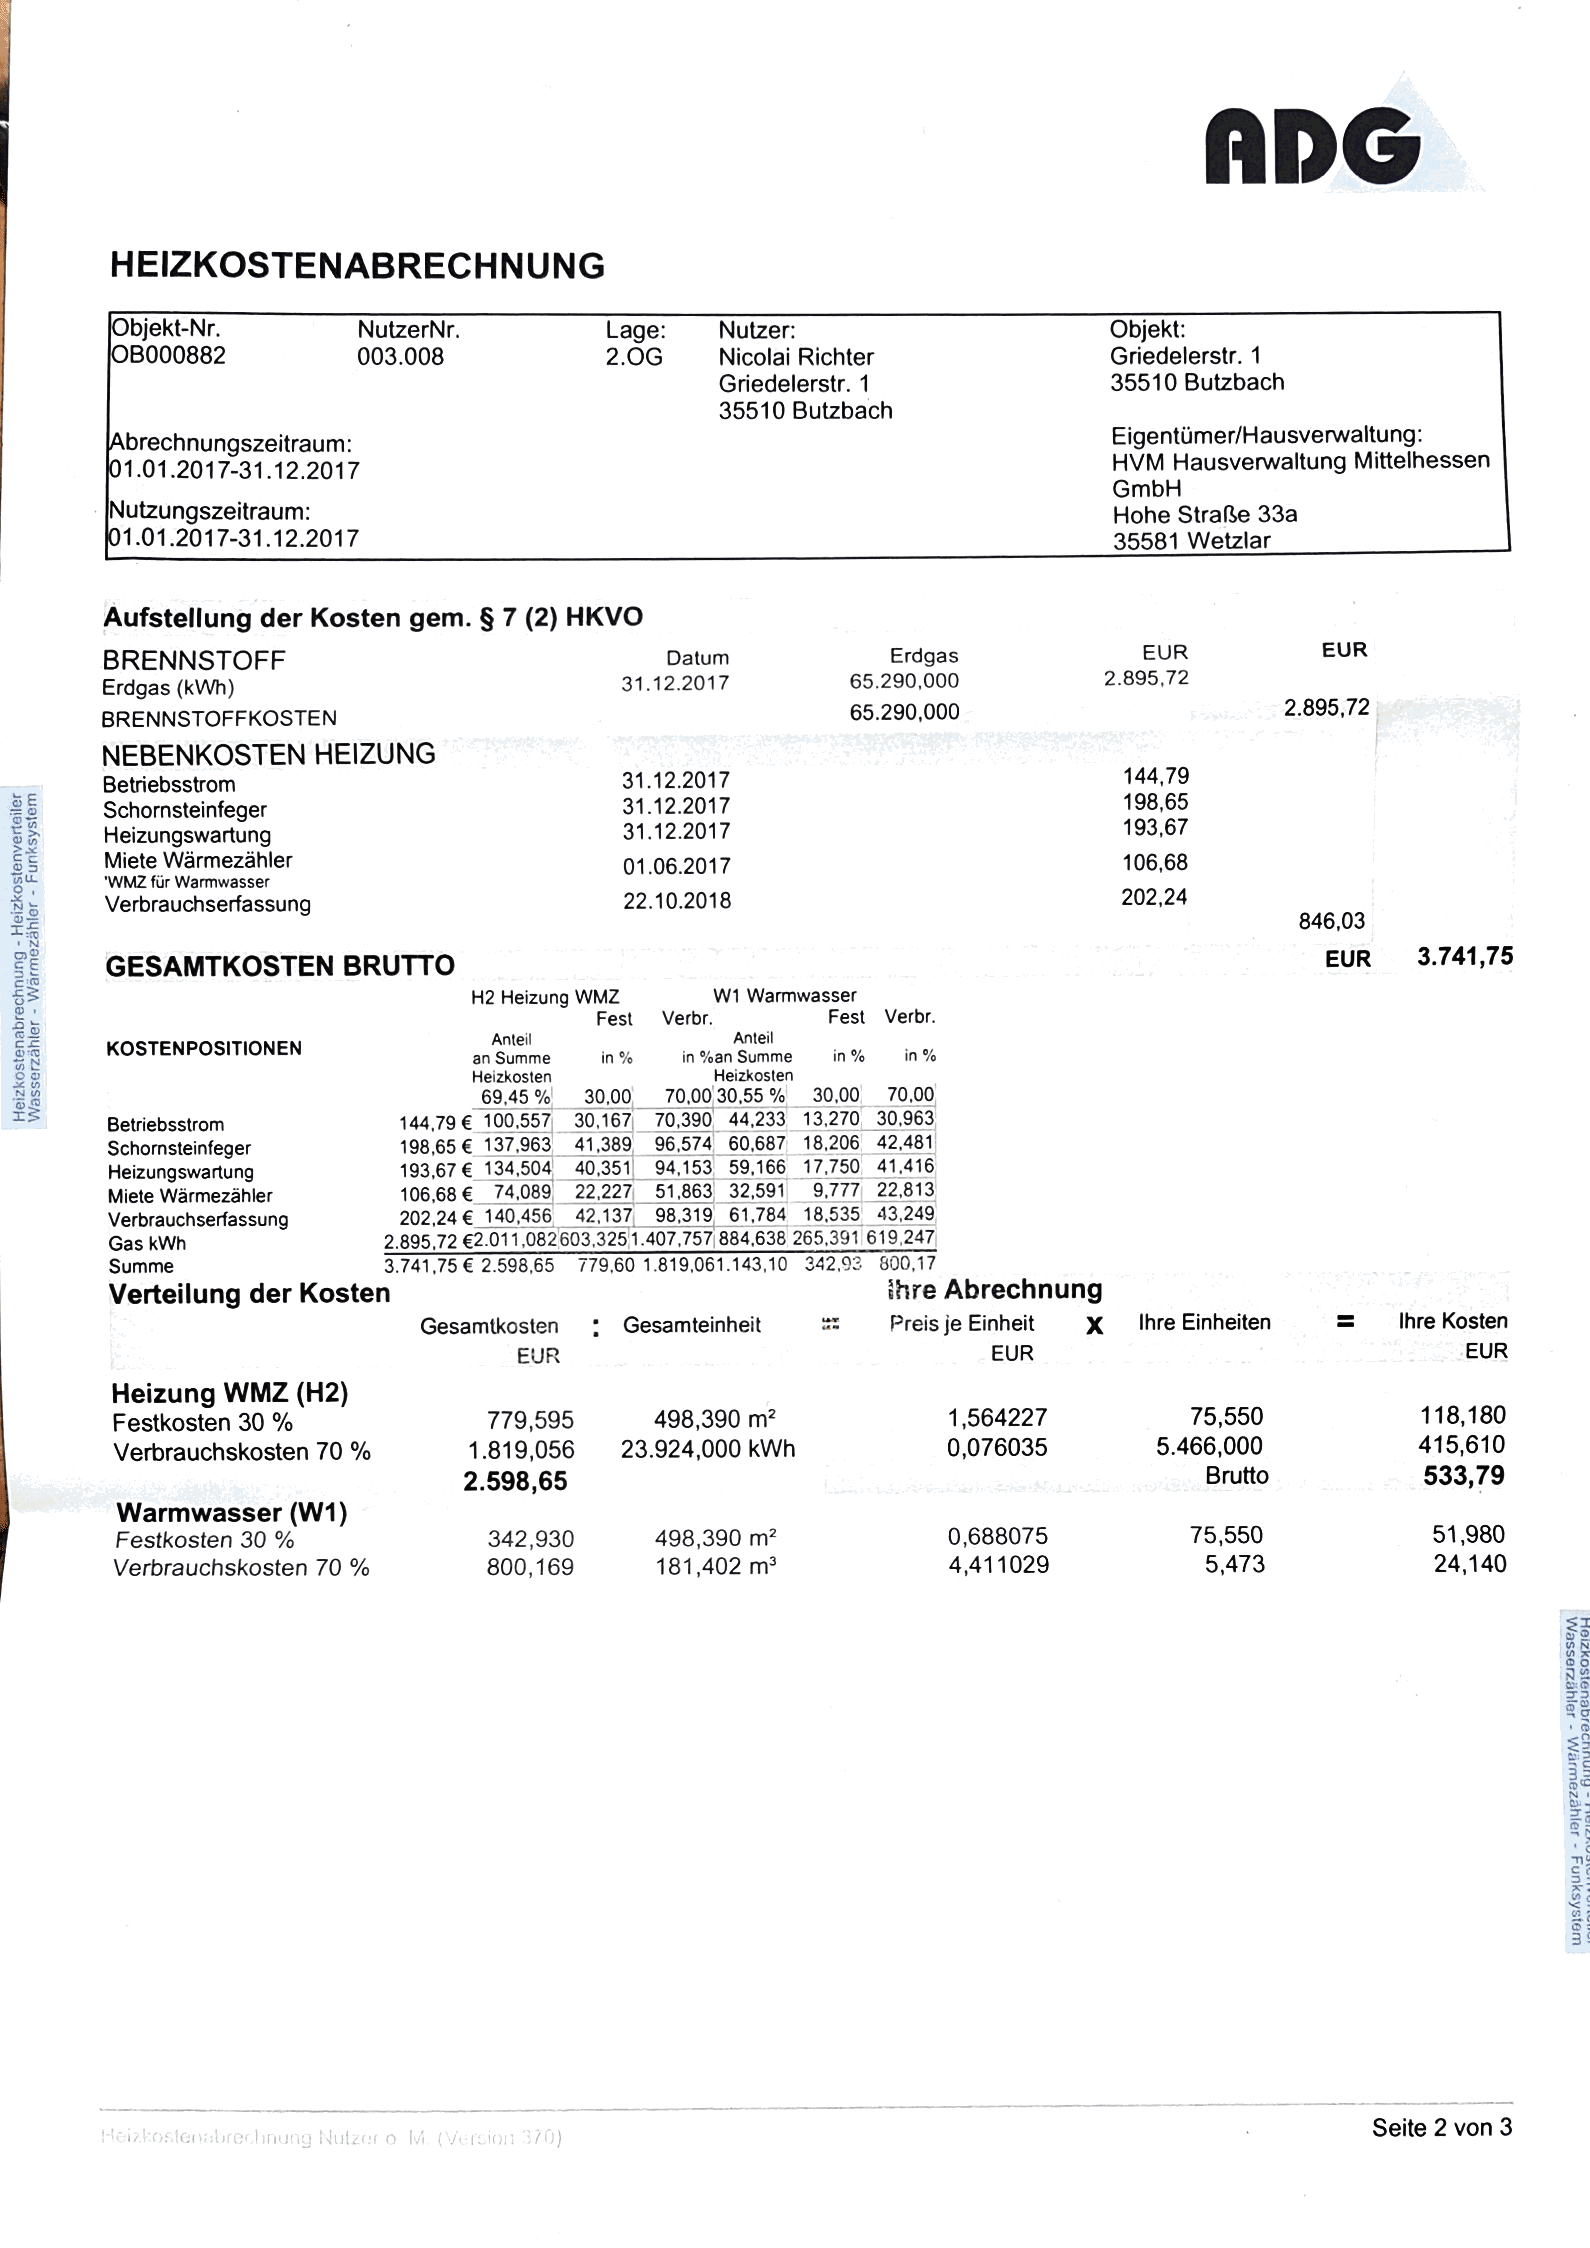 ADG
HEIZKOSTENABRECHNUNG
Objekt-Nr. NutzerNr. Lage: Nutzer: Objekt:
OB000882 003.008 2.OG Nicolai Richter Griedelerstr. 1
Griedelerstr. 1 35510 Butzbach
35510 Butzbach
Abrechnungszeitraum: Eigentümer/Hausverwaltung:
01.01.2017-31.12.2017 HVM Hausverwaltung Mittelhessen
GmbH
Nutzungszeitraum: Hohe Straße 33a
01.01.2017-31.12.2017 35581 Wetzlar
Aufstellung der Kosten gem. § 7 (2) HKVO
BRENNSTOFF Datum Erdgas EUR EUR
Erdgas (kWh) 31.12.2017 65.290,000 2.895,72
BRENNSTOFFKOSTEN 65.290,000 2.895,72
NEBENKOSTEN HEIZUNG
Betriebsstrom 31.12.2017 144,79
Schornsteinfeger 31.12.2017 198,65
Heizungswartung 31.12.2017 193,67
Miete Wärmezähler 01.06.2017 106,68
'WMZ für Warmwasser
Verbrauchserfassung 22.10.2018 202,24
846,03
GESAMTKOSTEN BRUTTO EUR 3.741,75
H2 Heizung WMZ W1 Warmwasser
Fest Verbr. Fest Verbr.
Anteil Anteil
KOSTENPOSITIONEN an Summe in % in % an Summe in % in %
Heizkosten Heizkosten
69,45 % 30,00 70,00 30,55 % 30,00 70,00
Betriebsstrom 144,79 € 100,557 30,167 70,390 44,233 13,270 30,963
Schornsteinfeger 198,65 € 137,963 41,389 96,574 60,687 18,206 42,481
Heizungswartung 193,67 € 134,504 40,351 94,153 59,166 17,750 41,416
Miete Wärmezähler 106,68 € 74,089 22,227 51,863 32,591 9,777 22,813
Verbrauchserfassung 202,24 € 140,456 42,137 98,319 61,784 18,535 43,249
Gas kWh 2.895,72 € 2.011,082 603,325 1.407,757 884,638 265,391 619,247
Summe 3.741,75 € 2.598,65 779,60 1.819,06 1.143,10 342,93 800,17
Verteilung der Kosten Ihre Abrechnung
Gesamtkosten : Gesamteinheit = Preis je Einheit X Ihre Einheiten = Ihre Kosten
EUR EUR EUR
Heizung WMZ (H2)
Festkosten 30 % 779,595 498,390 m² 1,564227 75,550 118,180
Verbrauchskosten 70 % 1.819,056 23.924,000 kWh 0,076035 5.466,000 415,610
2.598,65 Brutto 533,79
Warmwasser (W1)
Festkosten 30 % 342,930 498,390 m² 0,688075 75,550 51,980
Verbrauchskosten 70 % 800,169 181,402 m³ 4,411029 5,473 24,140
Heizkostenabrechnung Nutzer o. M. (Version 370)
Seite 2 von 3
Heizkostenabrechnung - Heizkostenverteiler
Wasserzähler - Wärmezähler - Funksystem
Heizkostenabrechnung - Heizkostenverteiler
Wasserzähler - Wärmezähler - Funksystem